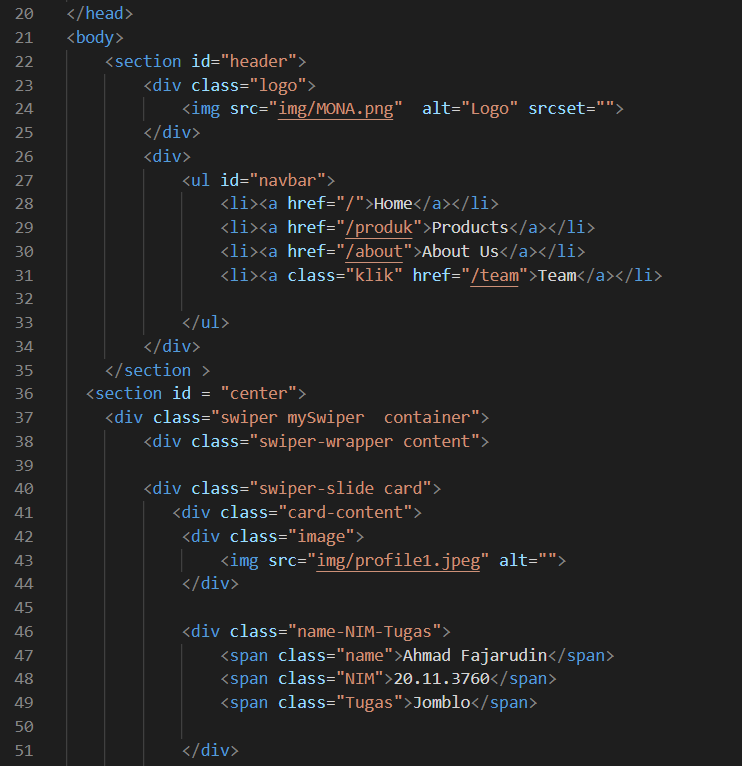 20 </head>
21 <body>
22 <section id="header">
23 <div class="logo">
24 <img src="img/MONA.png"  alt="Logo" srcset="">
25 </div>
26 <div>
27 <ul id="navbar">
28 <li><a href="/">Home</a></li>
29 <li><a href="/produk">Products</a></li>
30 <li><a href="/about">About Us</a></li>
31 <li><a class="klik" href="/team">Team</a></li>
32
33 </ul>
34 </div>
35 </section >
36 <section id = "center">
37 <div class="swiper mySwiper  container">
38 <div class="swiper-wrapper content">
39
40 <div class="swiper-slide card">
41 <div class="card-content">
42 <div class="image">
43 <img src="img/profile1.jpeg" alt="">
44 </div>
45
46 <div class="name-NIM-Tugas">
47 <span class="name">Ahmad Fajarudin</span>
48 <span class="NIM">20.11.3760</span>
49 <span class="Tugas">Jomblo</span>
50
51 </div>